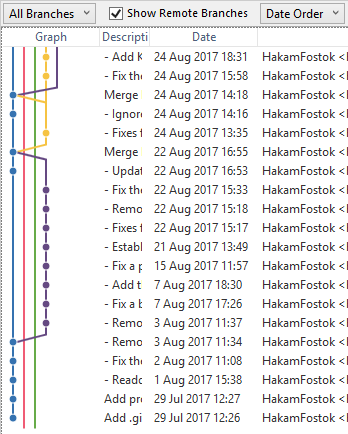 All Branches Show Remote Branches Date Order
Graph Descripti Date
- Add K 24 Aug 2017 18:31 HakamFostok <
- Fix the 24 Aug 2017 15:58 HakamFostok <
Merge 24 Aug 2017 14:18 HakamFostok <
- Ignore 24 Aug 2017 14:16 HakamFostok <
- Fixes f 24 Aug 2017 13:35 HakamFostok <
Merge 22 Aug 2017 16:55 HakamFostok <
- Updat 22 Aug 2017 16:53 HakamFostok <
- Fix the 22 Aug 2017 15:33 HakamFostok <
- Remo 22 Aug 2017 15:18 HakamFostok <
- Fixes f 22 Aug 2017 15:17 HakamFostok <
- Establ 21 Aug 2017 13:49 HakamFostok <
- Fix a p 15 Aug 2017 11:57 HakamFostok <
- Add t 7 Aug 2017 18:30 HakamFostok <
- Fix a b 7 Aug 2017 17:26 HakamFostok <
- Remo 3 Aug 2017 11:37 HakamFostok <
- Remo 3 Aug 2017 11:34 HakamFostok <
- Fix the 2 Aug 2017 11:08 HakamFostok <
- Readc 1 Aug 2017 15:38 HakamFostok <
Add pre 29 Jul 2017 12:27 HakamFostok <
Add .gi 29 Jul 2017 12:26 HakamFostok <